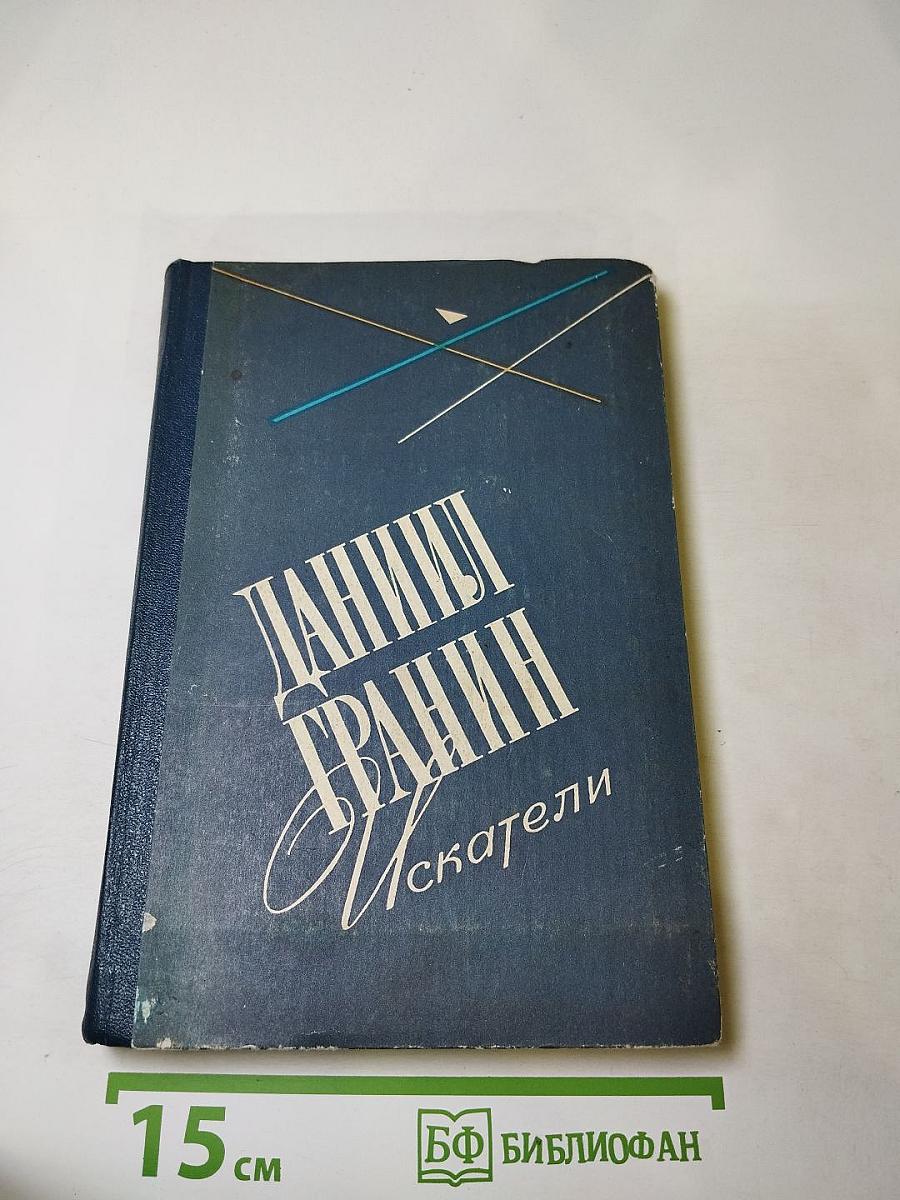 ДАНИИЛ
ГРАНИН
Искатели
15 см
БФ БИБЛИОФАН